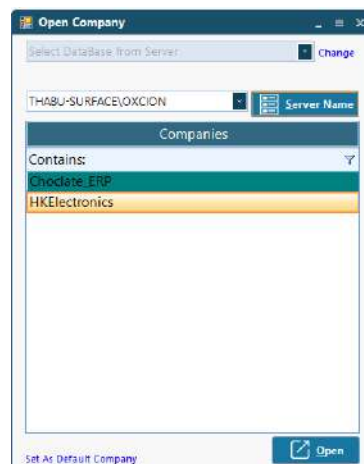 Open Company
Select DataBase from Server
Change
THABU-SURFACE\OXCION
Server Name
Companies
Contains:
Choclate_ERP
HKElectronics
Set As Default Company
Open